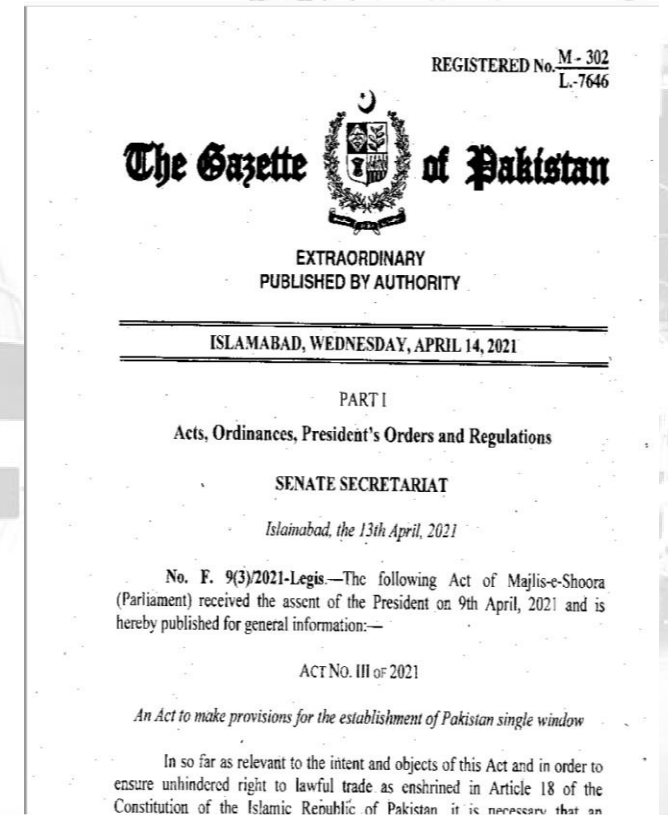 REGISTERED No. M - 302
L.-7646
The Gazette of Pakistan
EXTRAORDINARY
PUBLISHED BY AUTHORITY
ISLAMABAD, WEDNESDAY, APRIL 14, 2021
PART I
Acts, Ordinances, President's Orders and Regulations
SENATE SECRETARIAT
Islamabad, the 13th April, 2021
No. F. 9(3)/2021-Legis.—The following Act of Majlis-e-Shoora
(Parliament) received the assent of the President on 9th April, 2021 and is
hereby published for general information:—
ACT NO. III OF 2021
An Act to make provisions for the establishment of Pakistan single window
In so far as relevant to the intent and objects of this Act and in order to
ensure unhindered right to lawful trade as enshrined in Article 18 of the
Constitution of the Islamic Republic of Pakistan, it is necessary that an